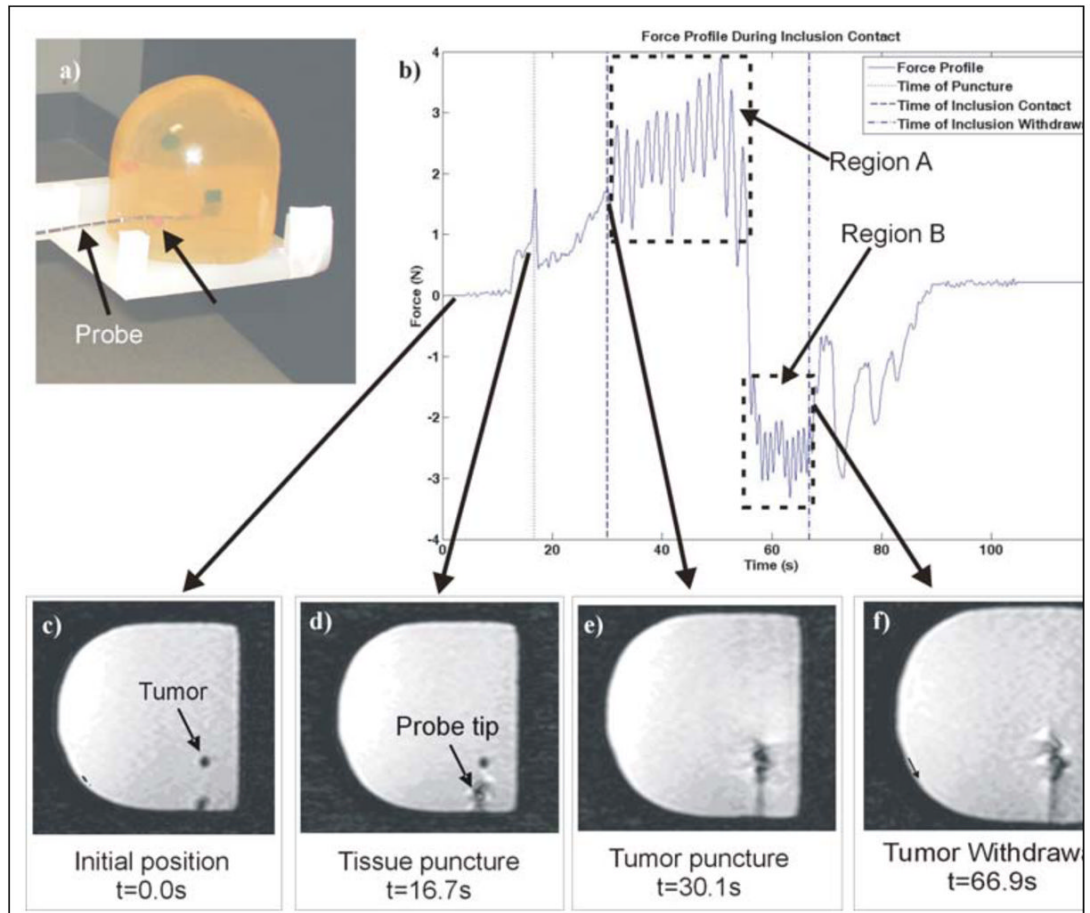 a)
Probe
b)
Force Profile During Inclusion Contact
Force Profile
Time of Puncture
Time of Inclusion Contact
Time of Inclusion Withdraw
Region A
Region B
Force (N)
4
3
2
1
0
-1
-2
-3
-4
0
20
40
60
80
100
Time (s)
c)
Tumor
Initial position
t=0.0s
d)
Probe tip
Tissue puncture
t=16.7s
e)
Tumor puncture
t=30.1s
f)
Tumor Withdraw
t=66.9s